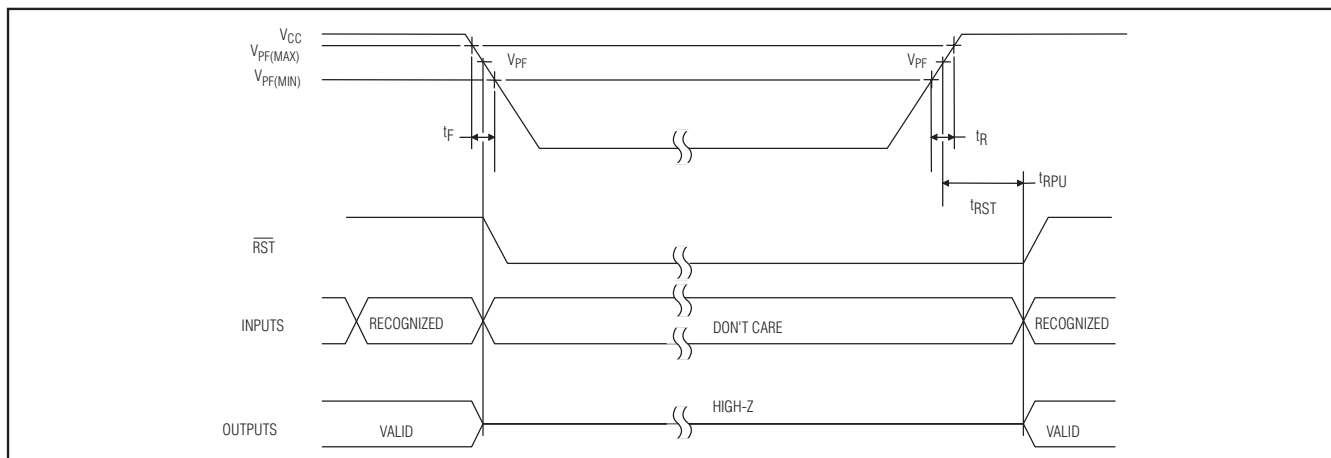 VCC
VPF(MAX)
VPF VPF
VPF(MIN)
tF tR
tRPU
tRST
RST
INPUTS RECOGNIZED DON'T CARE RECOGNIZED
HIGH-Z
OUTPUTS VALID VALID